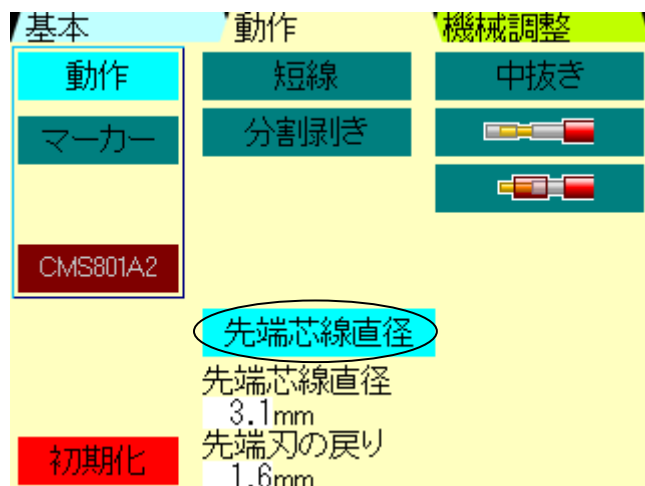 基本
動作
機械調整
動作
短線
中抜き
マーカー
分割剥ぎ
CMS801A2
先端芯線直径
先端芯線直径
3.1mm
先端刃の戻り
初期化
1.6mm